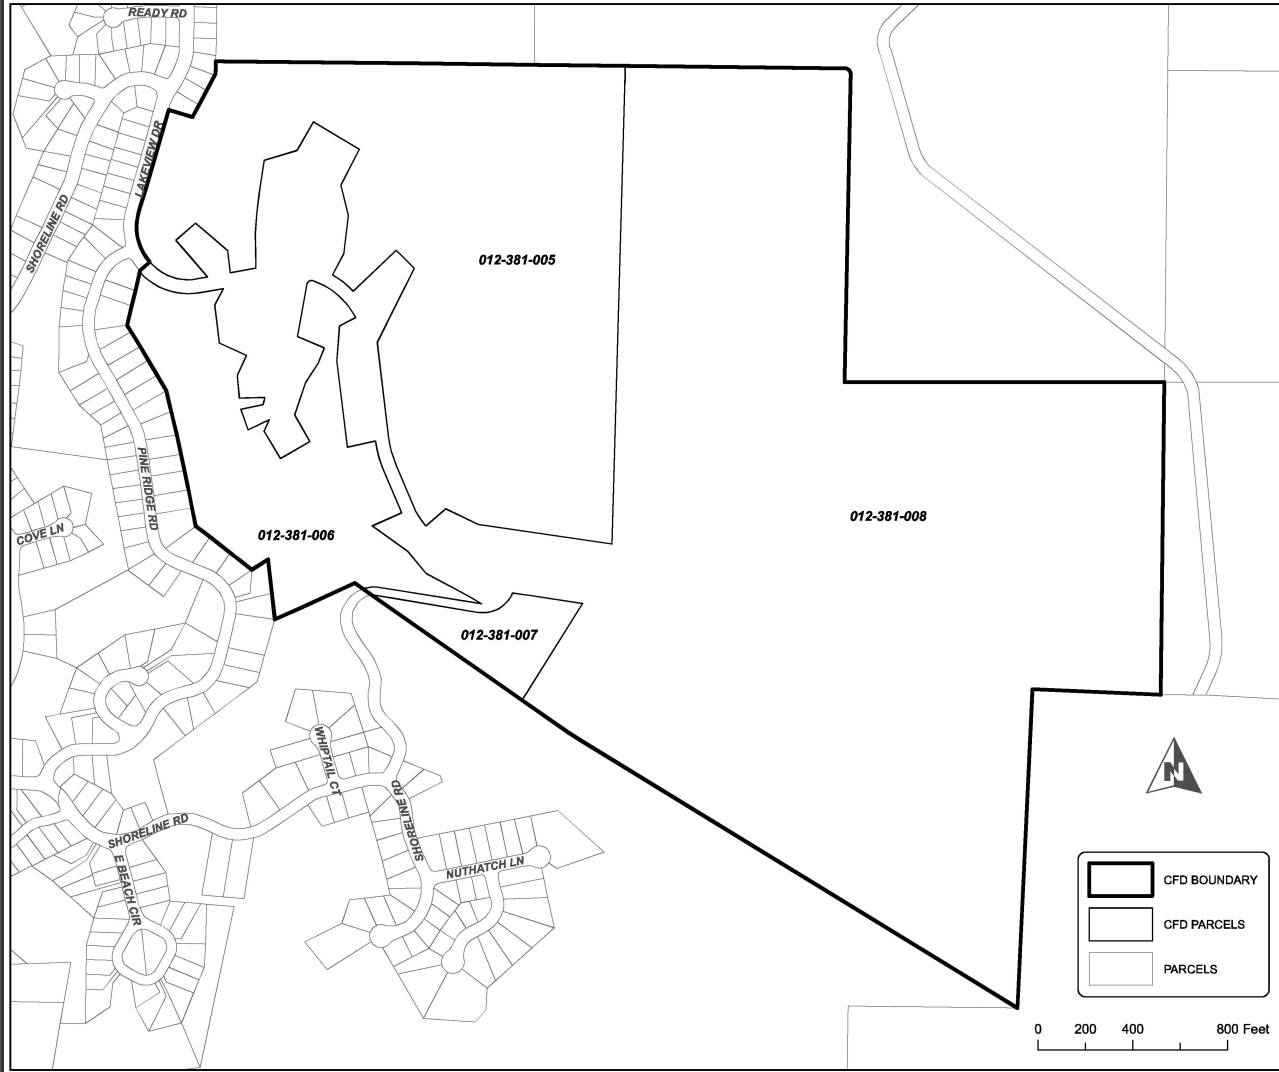 READY RD
LAKEVIEW DR
SHORELINE RD
012-381-005
PINE RIDGE RD
012-381-008
COVE LN
012-381-006
012-381-007
WHIPTAIL CT
N
SHORELINE RD
SHORELINE RD
E BEACH CIR
NUTHATCH LN
CFD BOUNDARY
CFD PARCELS
PARCELS
0 200 400 800 Feet